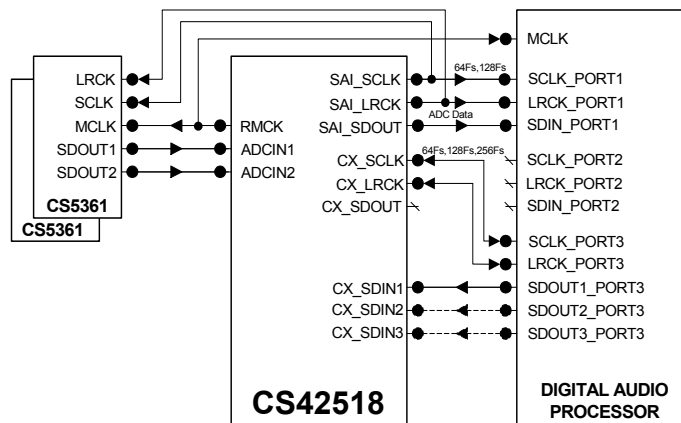 MCLK
LRCK
SCLK
MCLK
SDOUT1
SDOUT2
CS5361
CS5361
RMCK
ADCIN1
ADCIN2
SAI_SCLK
SAI_LRCK
SAI_SDOUT
CX_SCLK
CX_LRCK
CX_SDOUT
CX_SDIN1
CX_SDIN2
CX_SDIN3
CS42518
64Fs,128Fs
ADC Data
64Fs,128Fs,256Fs
SCLK_PORT1
LRCK_PORT1
SDIN_PORT1
SCLK_PORT2
LRCK_PORT2
SDIN_PORT2
SCLK_PORT3
LRCK_PORT3
SDOUT1_PORT3
SDOUT2_PORT3
SDOUT3_PORT3
DIGITAL AUDIO
PROCESSOR